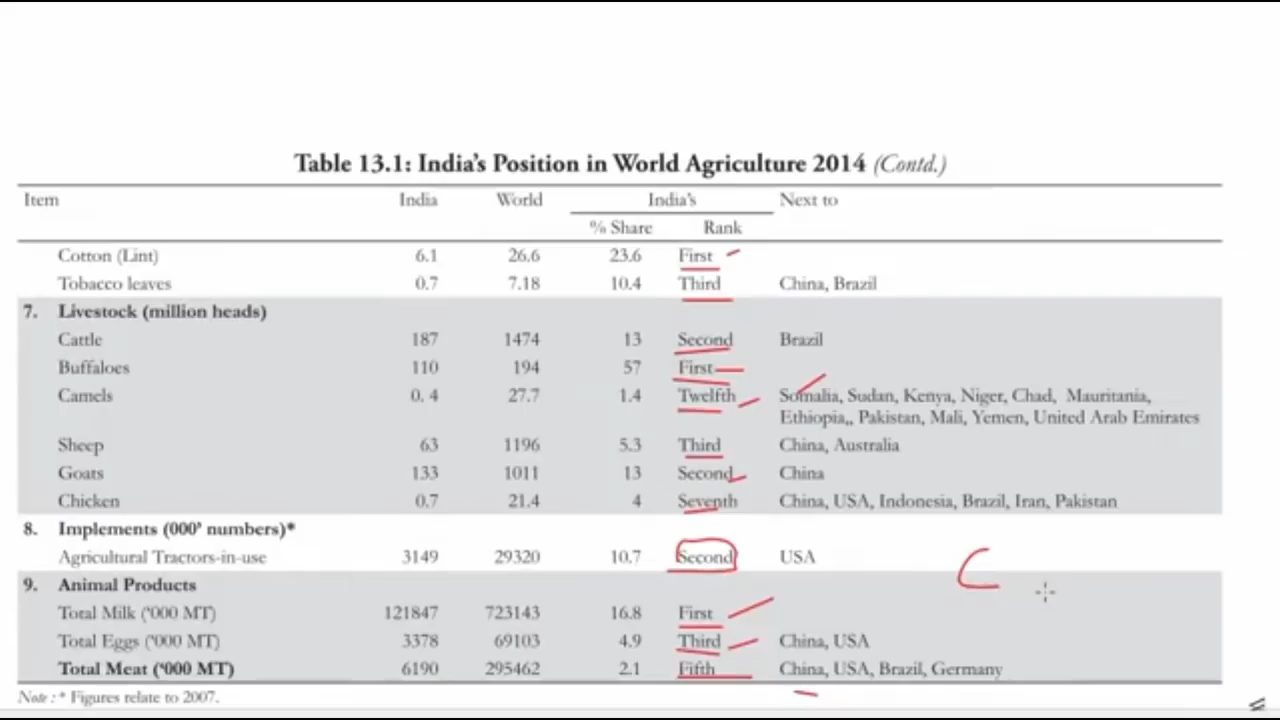 Table 13.1: India's Position in World Agriculture 2014 (Contd.)
Item India World India's Next to
% Share Rank
Cotton (Lint) 6.1 26.6 23.6 First
Tobacco leaves 0.7 7.18 10.4 Third China, Brazil
7. Livestock (million heads)
Cattle 187 1474 13 Second Brazil
Buffaloes 110 194 57 First
Camels 0. 4 27.7 1.4 Twelfth Somalia, Sudan, Kenya, Niger, Chad, Mauritania,
Ethiopia,, Pakistan, Mali, Yemen, United Arab Emirates
Sheep 63 1196 5.3 Third China, Australia
Goats 133 1011 13 Second China
Chicken 0.7 21.4 4 Seventh China, USA, Indonesia, Brazil, Iran, Pakistan
8. Implements (000' numbers)*
Agricultural Tractors-in-use 3149 29320 10.7 Second USA
9. Animal Products
Total Milk ('000 MT) 121847 723143 16.8 First
Total Eggs ('000 MT) 3378 69103 4.9 Third China, USA
Total Meat ('000 MT) 6190 295462 2.1 Fifth China, USA, Brazil, Germany
Note : * Figures relate to 2007.